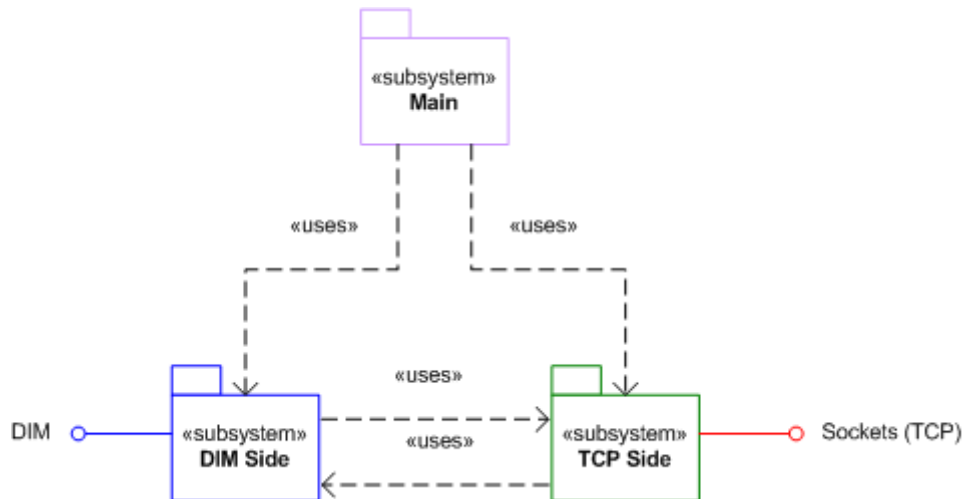 «subsystem»
Main
«uses»
«uses»
«uses»
DIM
«subsystem»
DIM Side
«uses»
«subsystem»
TCP Side
Sockets (TCP)